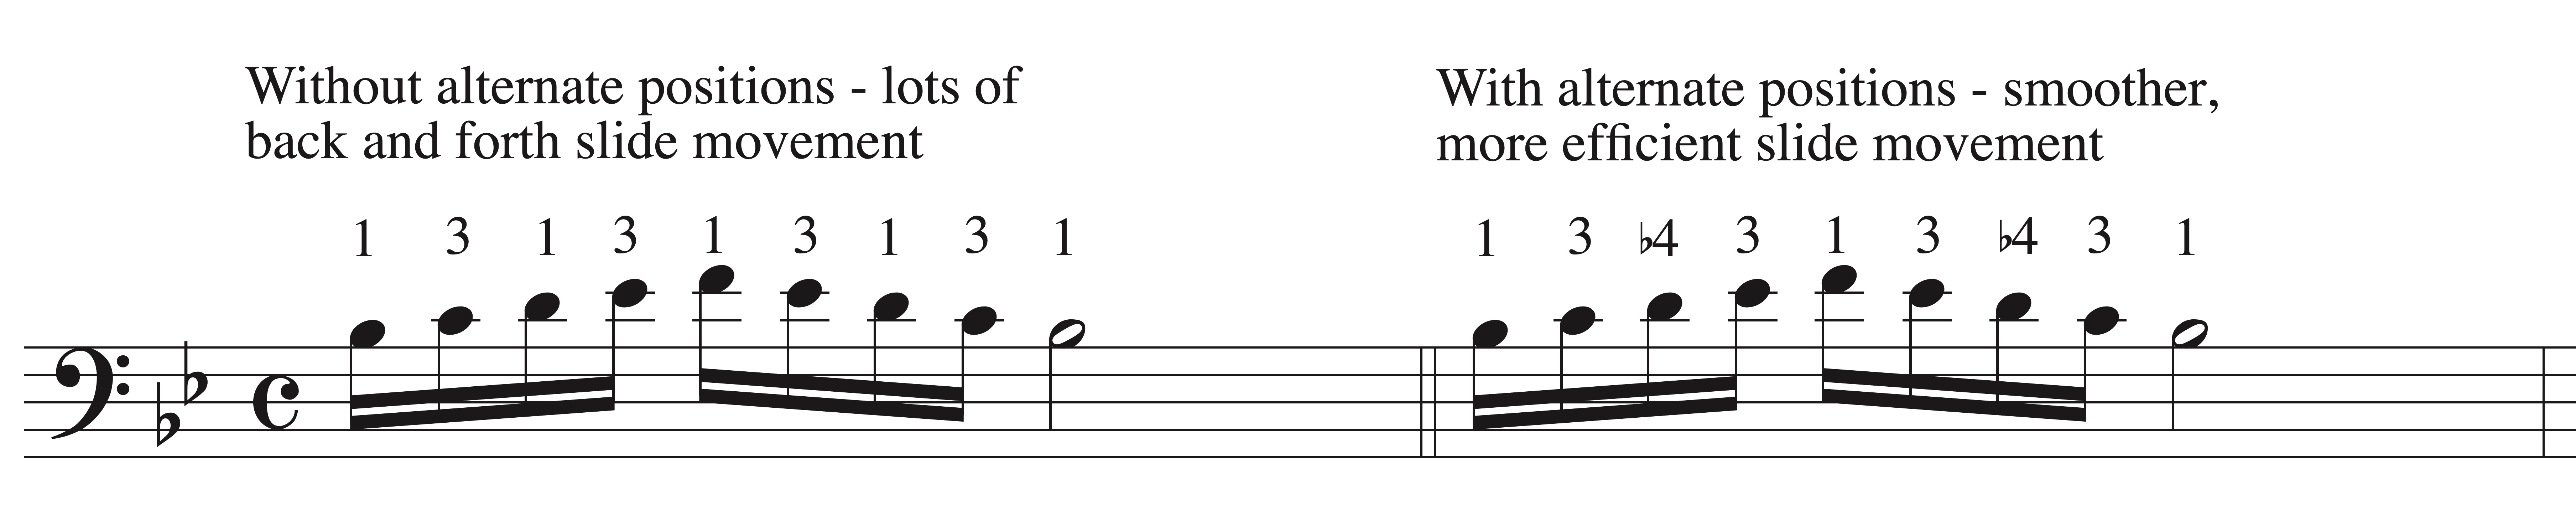 Without alternate positions - lots of
back and forth slide movement
With alternate positions - smoother,
more efficient slide movement
1 3 1 3 1 3 1 3 1
1 3 ♭4 3 1 3 ♭4 3 1